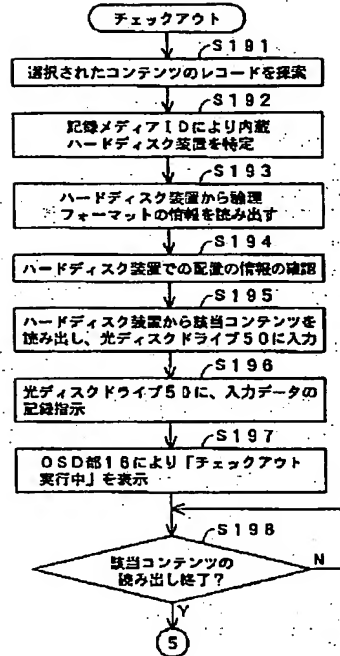 チェックアウト
S191
選択されたコンテンツのレコードを探索
S192
記録メディアIDにより内蔵
ハードディスク装置を特定
S193
ハードディスク装置から論理
フォーマットの情報を読み出す
S194
ハードディスク装置での配置の情報の確認
S195
ハードディスク装置から該当コンテンツを
読み出し、光ディスクドライブ50に入力
S196
光ディスクドライブ50に、入力データの
記録指示
S197
OSD部16により「チェックアウト
実行中」を表示
S198
該当コンテンツの
読み出し終了?
N
Y
5